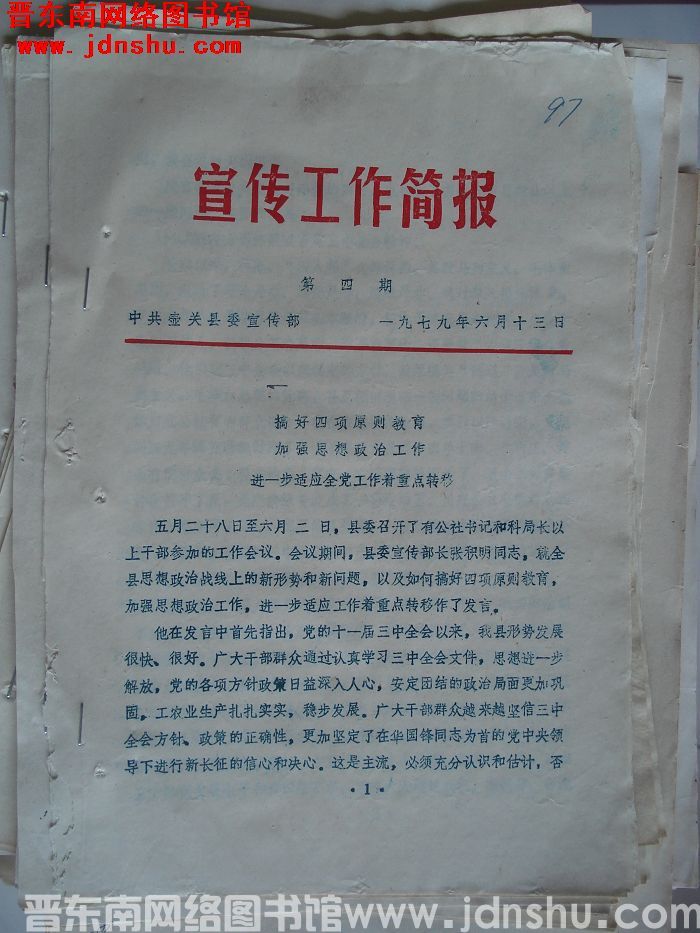 晋东南网络图书馆
www.jdnshu.com
97
宣传工作简报
第四期
中共壶关县委宣传部 一九七九年六月十三日
搞好四项原则教育
加强思想政治工作
进一步适应全党工作着重点转移
五月二十八日至六月二日，县委召开了有公社书记和科局长以
上干部参加的工作会议。会议期间，县委宣传部长张积明同志，就全
县思想政治战线上的新形势和新问题，以及如何搞好四项原则教育，
加强思想政治工作，进一步适应工作着重点转移作了发言。
他在发言中首先指出，党的十一届三中全会以来，我县形势发展
很快、很好。广大干部群众通过认真学习三中全会文件，思想进一步
解放，党的各项方针政策日益深入人心，安定团结的政治局面更加巩
固，工农业生产扎扎实实，稳步发展。广大干部群众越来越坚信三中
全会方针、政策的正确性，更加坚定了在华国锋同志为首的党中央领
导下进行新长征的信心和决心。这是主流，必须充分认识和估计，否
·1·
晋东南网络图书馆www.jdnshu.com